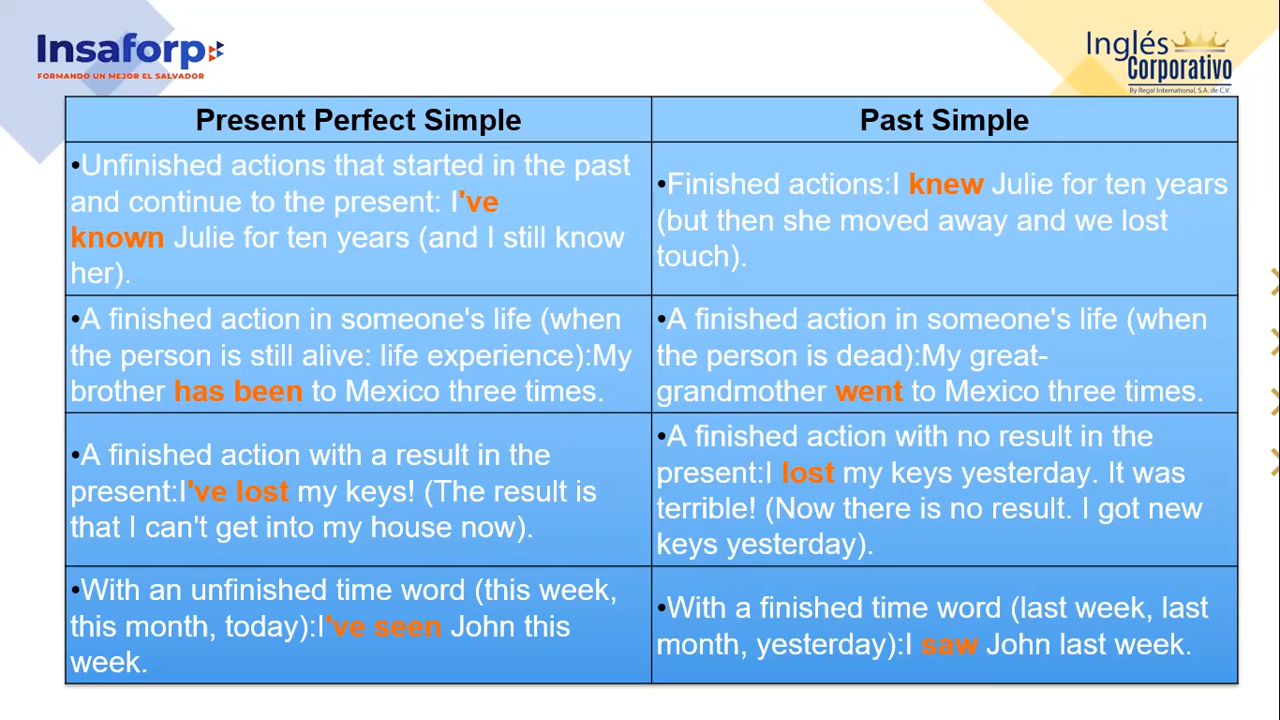 Insaforp
FORMANDO UN MEJOR EL SALVADOR
Inglés
Corporativo
By Regal International, S.A. de C.V.
Present Perfect Simple
Past Simple
•Unfinished actions that started in the past
and continue to the present: I've
known Julie for ten years (and I still know
her).
•Finished actions:I knew Julie for ten years
(but then she moved away and we lost
touch).
•A finished action in someone's life (when
the person is still alive: life experience):My
brother has been to Mexico three times.
•A finished action in someone's life (when
the person is dead):My great-
grandmother went to Mexico three times.
•A finished action with a result in the
present:I've lost my keys! (The result is
that I can't get into my house now).
•A finished action with no result in the
present:I lost my keys yesterday. It was
terrible! (Now there is no result. I got new
keys yesterday).
•With an unfinished time word (this week,
this month, today):I've seen John this
week.
•With a finished time word (last week, last
month, yesterday):I saw John last week.